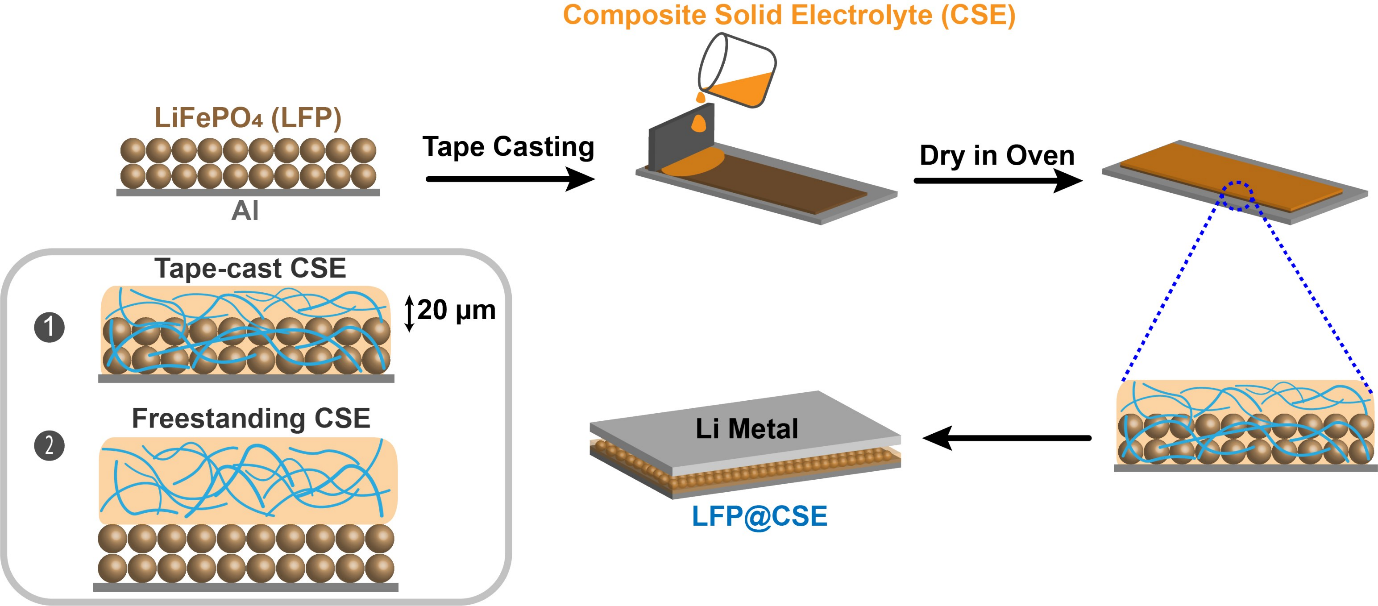 Composite Solid Electrolyte (CSE)
LiFePO₄ (LFP)
Al
Tape Casting
Dry in Oven
Tape-cast CSE
1
20 μm
Freestanding CSE
2
Li Metal
LFP@CSE